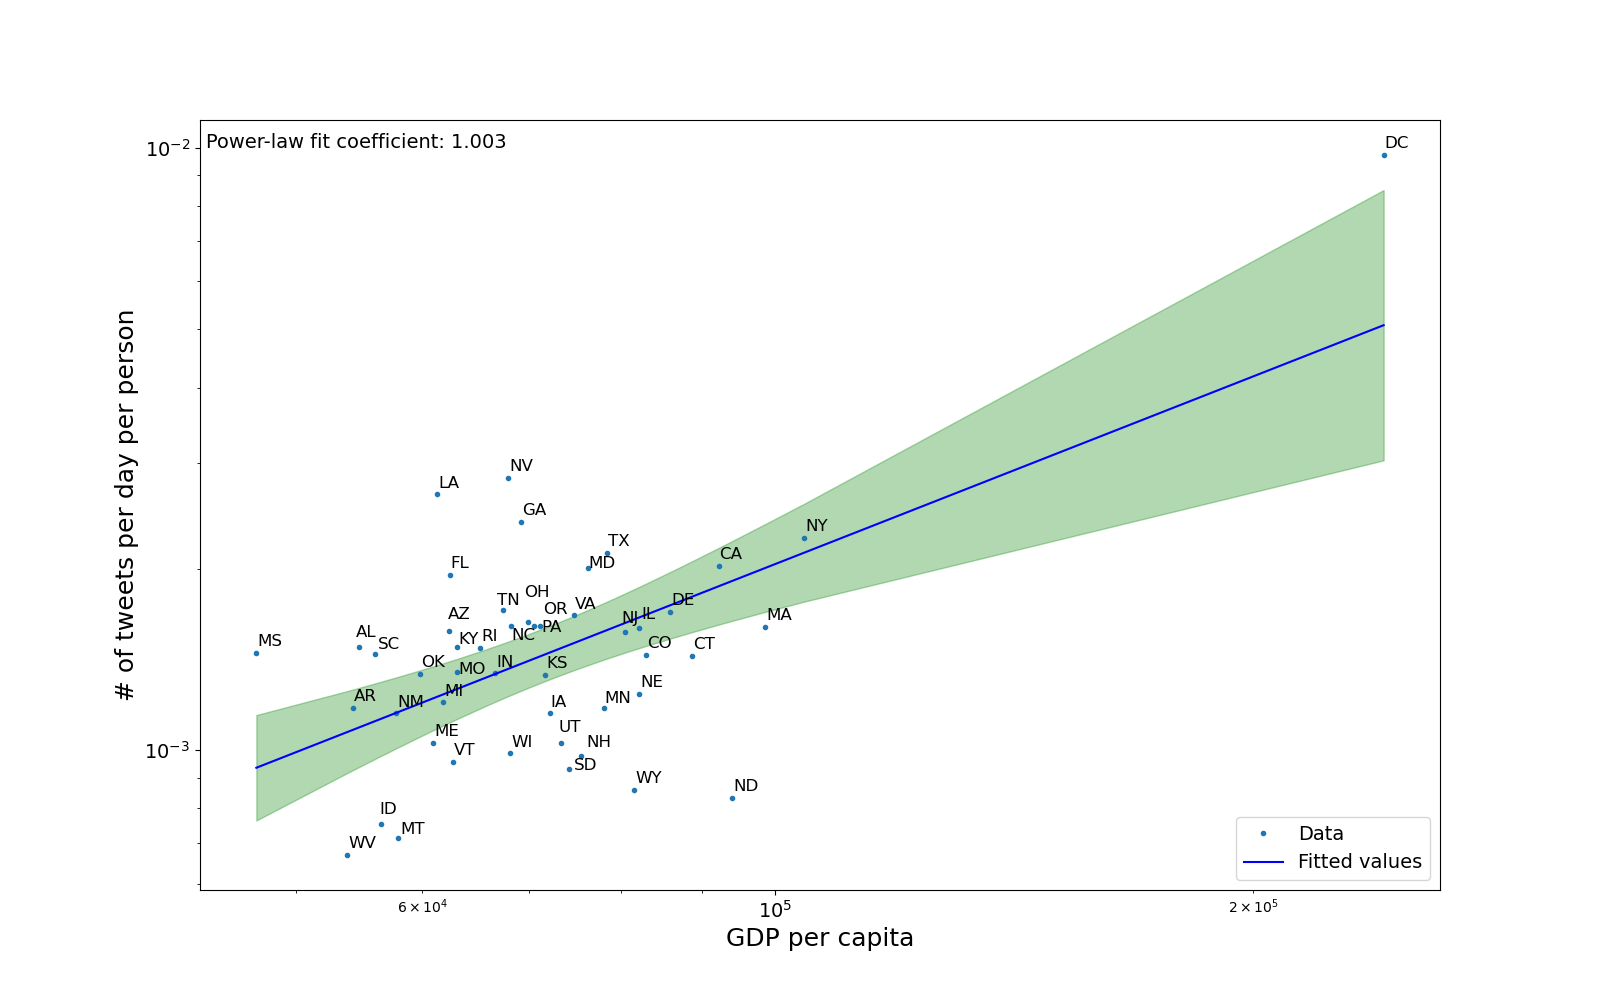 Power-law fit coefficient: 1.003
10⁻²
DC
# of tweets per day per person
NV
LA
GA
NY
TX
CA
FL
MD
OH
TN
VA
DE
OR
AZ
NJ
IL
MA
PA
NC
AL
RI
KY
MS
SC
CO
CT
OK
IN
KS
MO
NE
MI
AR
MN
NM
IA
UT
ME
WI
NH
VT
10⁻³
SD
WY
ND
ID
MT
WV
Data
Fitted values
6 × 10⁴
10⁵
2 × 10⁵
GDP per capita